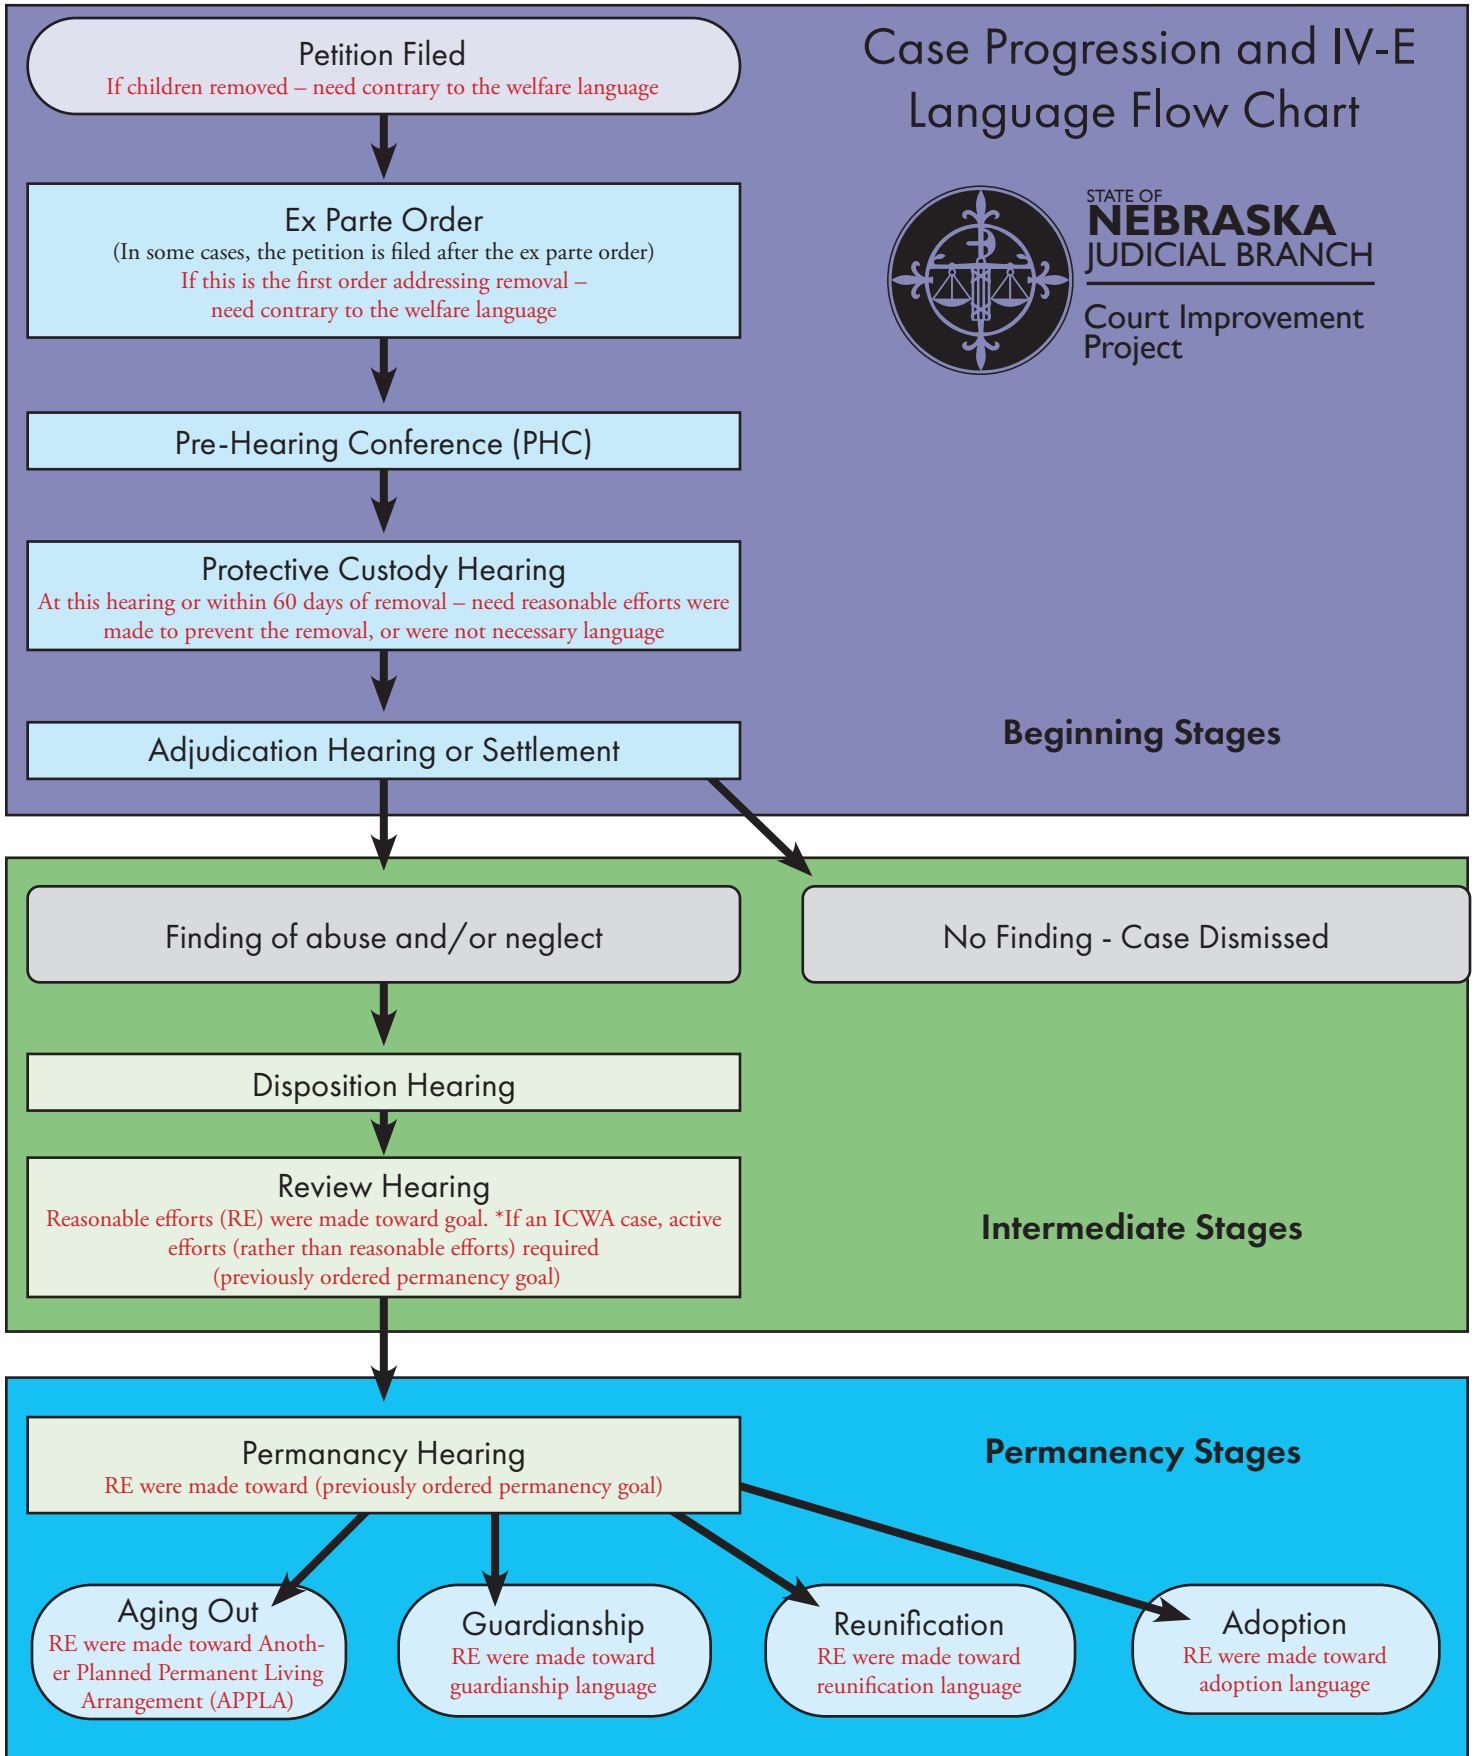 Petition Filed
If children removed – need contrary to the welfare language
Case Progression and IV-E
Language Flow Chart
STATE OF
NEBRASKA
JUDICIAL BRANCH
Court Improvement
Project
Ex Parte Order
(In some cases, the petition is filed after the ex parte order)
If this is the first order addressing removal –
need contrary to the welfare language
Pre-Hearing Conference (PHC)
Protective Custody Hearing
At this hearing or within 60 days of removal – need reasonable efforts were
made to prevent the removal, or were not necessary language
Adjudication Hearing or Settlement
Beginning Stages
Finding of abuse and/or neglect
No Finding - Case Dismissed
Disposition Hearing
Review Hearing
Reasonable efforts (RE) were made toward goal. *If an ICWA case, active
efforts (rather than reasonable efforts) required
(previously ordered permanency goal)
Intermediate Stages
Permanancy Hearing
RE were made toward (previously ordered permanency goal)
Permanency Stages
Aging Out
RE were made toward Anoth-
er Planned Permanent Living
Arrangement (APPLA)
Guardianship
RE were made toward
guardianship language
Reunification
RE were made toward
reunification language
Adoption
RE were made toward
adoption language